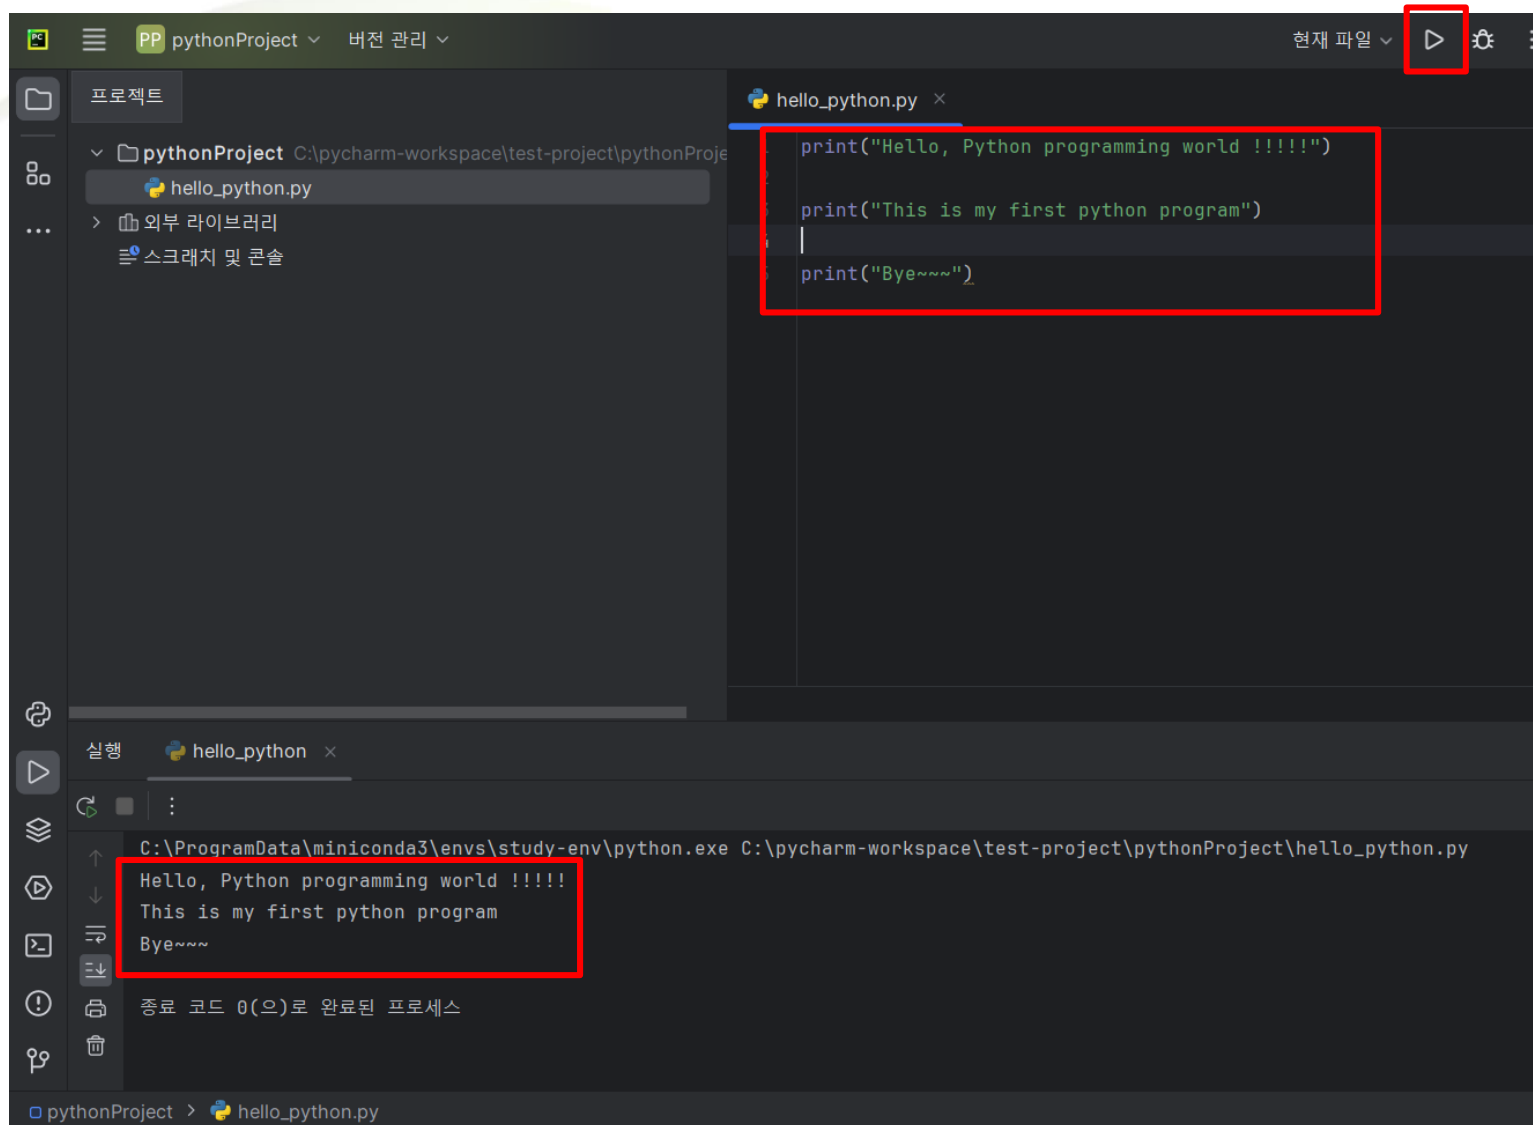 PC
PP pythonProject 버전 관리 현재 파일
프로젝트
hello_python.py
pythonProject C:\pycharm-workspace\test-project\pythonProje
hello_python.py
외부 라이브러리
스크래치 및 콘솔
print("Hello, Python programming world !!!!!")
print("This is my first python program")
print("Bye~~~")
실행 hello_python
C:\ProgramData\miniconda3\envs\study-env\python.exe C:\pycharm-workspace\test-project\pythonProject\hello_python.py
Hello, Python programming world !!!!!
This is my first python program
Bye~~~
종료 코드 0(으)로 완료된 프로세스
pythonProject > hello_python.py